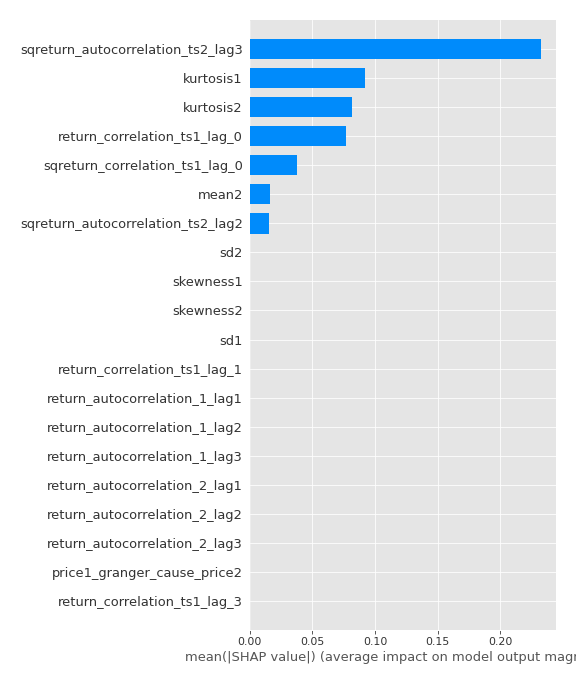 sqreturn_autocorrelation_ts2_lag3
kurtosis1
kurtosis2
return_correlation_ts1_lag_0
sqreturn_correlation_ts1_lag_0
mean2
sqreturn_autocorrelation_ts2_lag2
sd2
skewness1
skewness2
sd1
return_correlation_ts1_lag_1
return_autocorrelation_1_lag1
return_autocorrelation_1_lag2
return_autocorrelation_1_lag3
return_autocorrelation_2_lag1
return_autocorrelation_2_lag2
return_autocorrelation_2_lag3
price1_granger_cause_price2
return_correlation_ts1_lag_3
0.00 0.05 0.10 0.15 0.20
mean(|SHAP value|) (average impact on model output magn